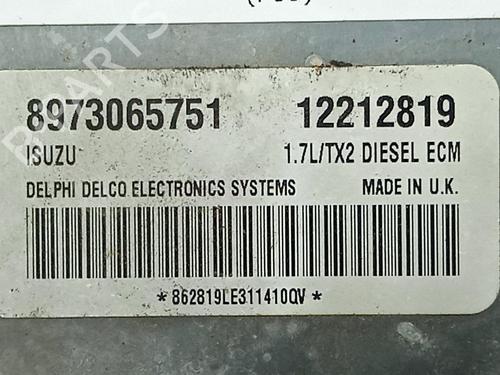 8973065751 12212819
ISUZU 1.7L/TX2 DIESEL ECM
DELPHI DELCO ELECTRONICS SYSTEMS MADE IN U.K.
*862819LE311410QV*